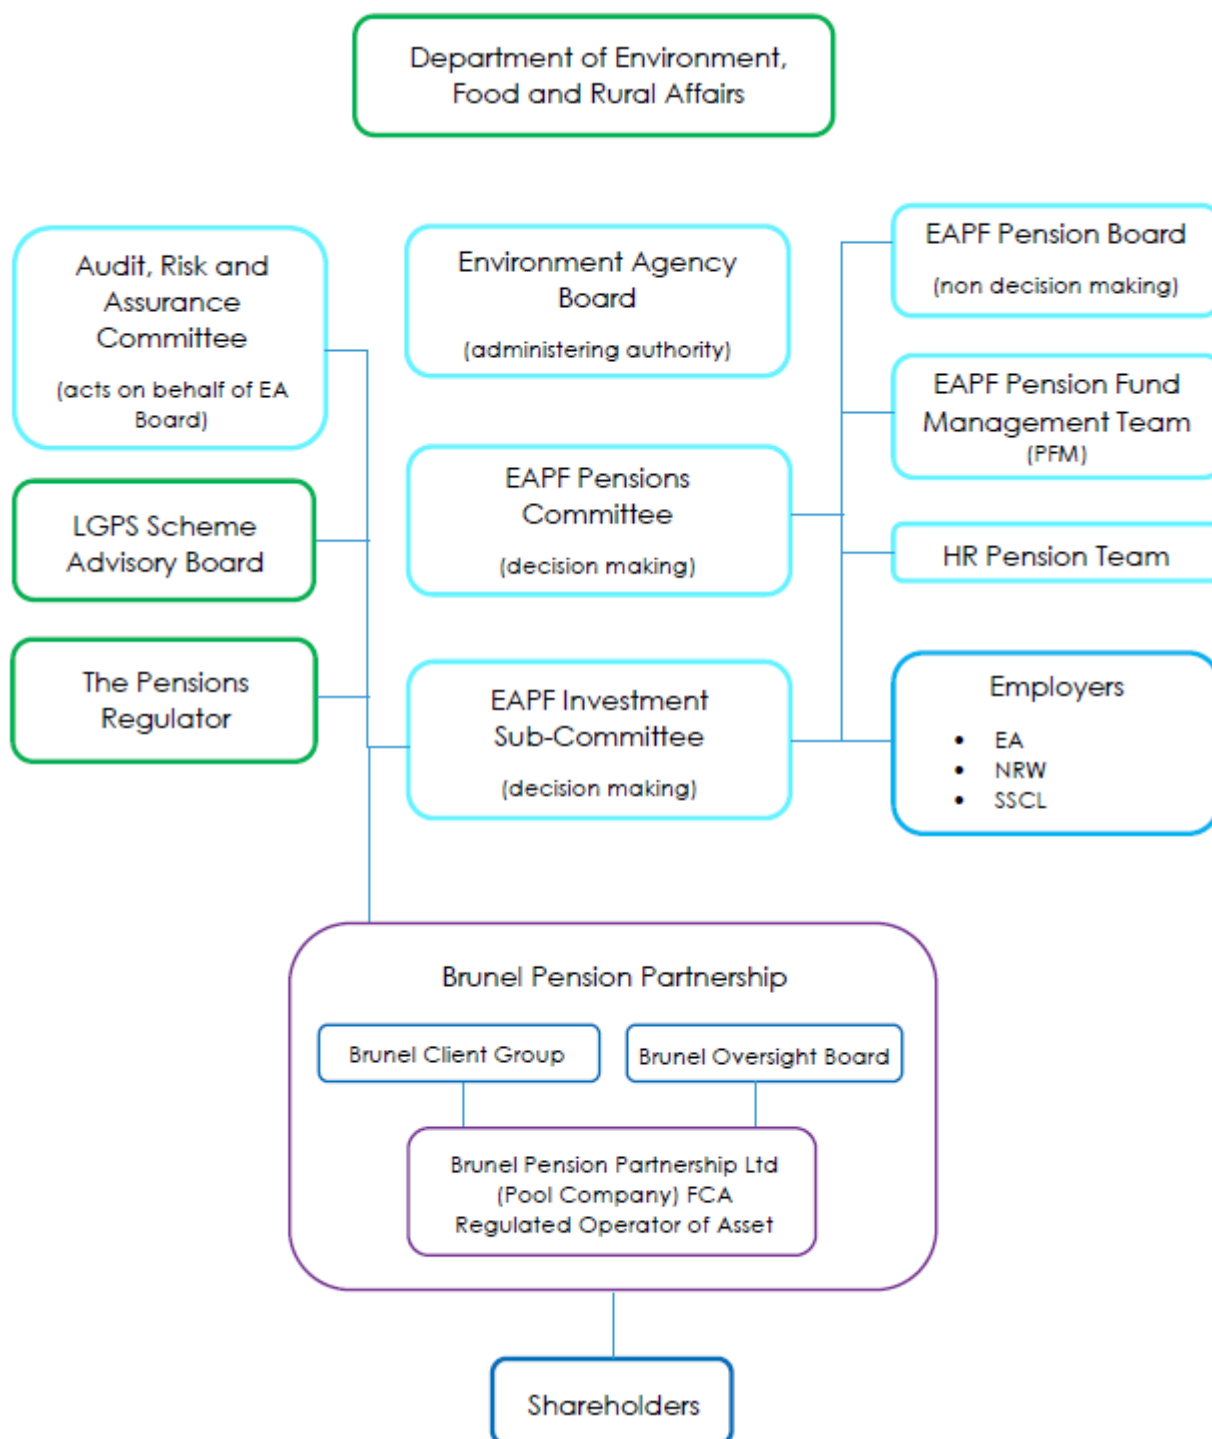 Department of Environment,
Food and Rural Affairs
Audit, Risk and
Assurance
Committee
(acts on behalf of EA
Board)
Environment Agency
Board
(administering authority)
EAPF Pension Board
(non decision making)
EAPF Pension Fund
Management Team
(PFM)
LGPS Scheme
Advisory Board
EAPF Pensions
Committee
(decision making)
HR Pension Team
The Pensions
Regulator
EAPF Investment
Sub-Committee
(decision making)
Employers
• EA
• NRW
• SSCL
Brunel Pension Partnership
Brunel Client Group
Brunel Oversight Board
Brunel Pension Partnership Ltd
(Pool Company) FCA
Regulated Operator of Asset
Shareholders